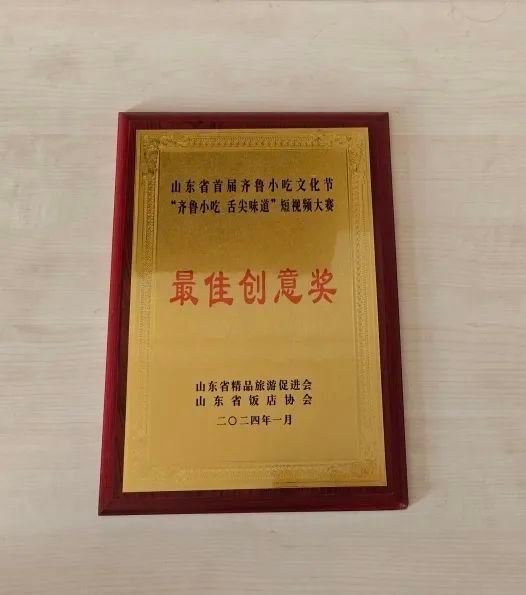 山东省首届齐鲁小吃文化节
“齐鲁小吃 舌尖味道”短视频大赛
最佳创意奖
山东省精品旅游促进会
山东省饭店协会
二〇二四年一月